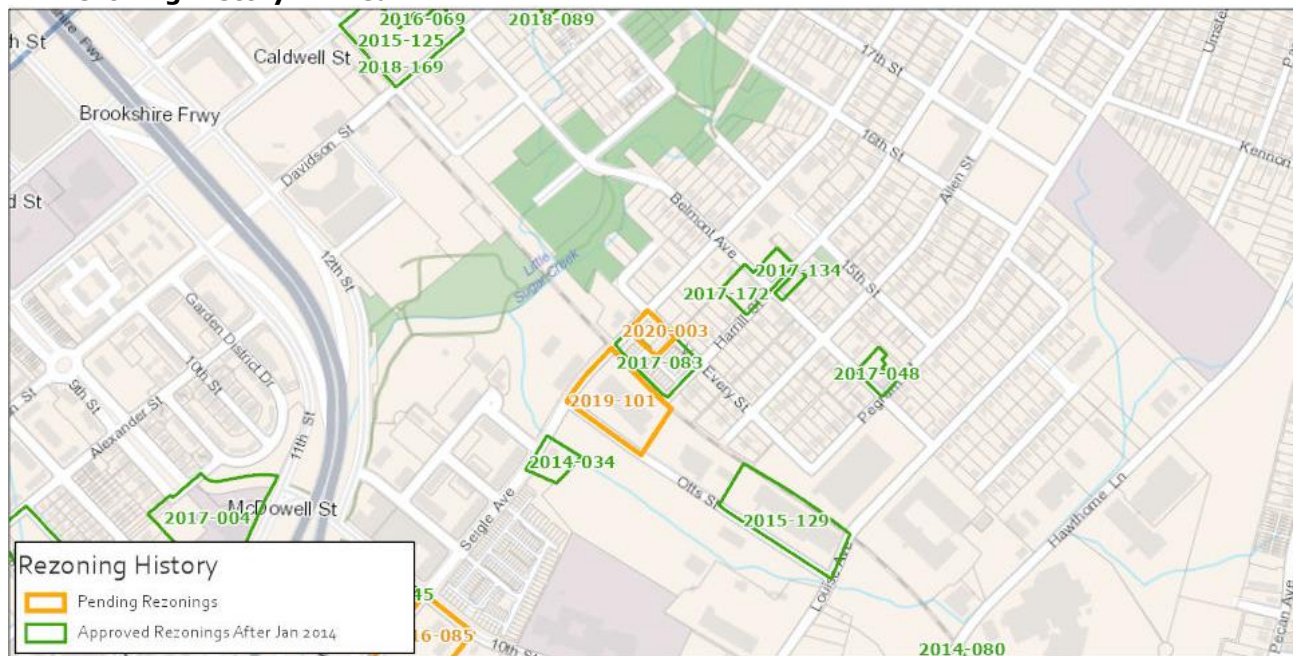 2016-069
2018-089
2015-125
Caldwell St
2018-169
17th St
Brookshire Frwy
16th St
Kennon
Davidson St
Allen St
Belmont Ave
12th St
Little
Sugar Creek
15th St
2017-134
2017-172
Harrill St
Garden District Dr
2020-003
10th St
2017-083
Every St
2017-048
9th St
2019-101
Alexander St
11th St
2014-034
Otts St
Hawthorne Ln
McDowell St
2017-004
Seigle Ave
2015-129
Louise Ave
Pecan Ave
10th St
2014-080
Rezoning History
Pending Rezonings
Approved Rezonings After Jan 2014